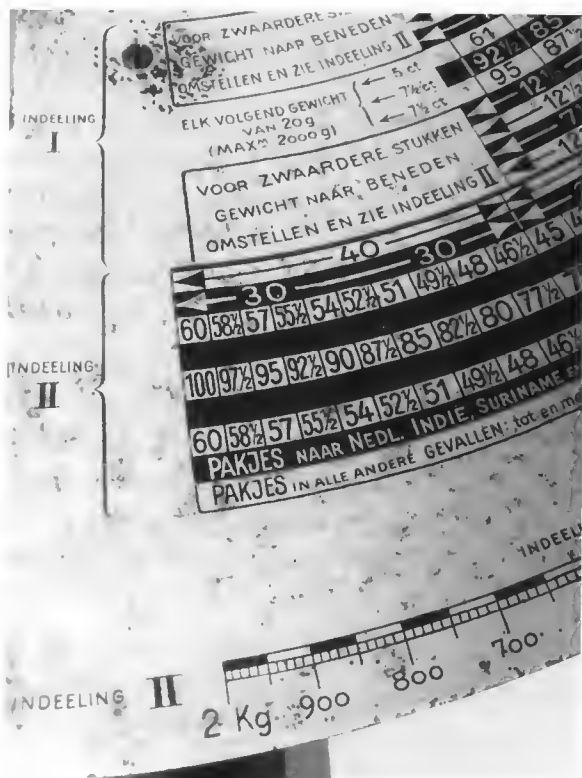 VOOR ZWAARDERE
GEWICHT NAAR BENEDEN
OMSTELLEN EN ZIE INDEELING II
61
92½ 85
95 87½
INDEELING
I
ELK VOLGEND GEWICHT
VAN 20g
(MAXᵐ 2000g)
5 ct
7½ ct
7½ ct
12½
12½
VOOR ZWAARDERE STUKKEN
GEWICHT NAAR BENEDEN
OMSTELLEN EN ZIE INDEELING II
40
30 30
60 58½ 57 55½ 54 52½ 51 49½ 48 46½ 45
INDEELING
II
100 97½ 95 92½ 90 87½ 85 82½ 80 77½
60 58½ 57 55½ 54 52½ 51 49½ 48 46½
PAKJES NAAR NEDL. INDIE, SURINAME EN
PAKJES IN ALLE ANDERE GEVALLEN: tot en
INDEELING
INDEELING II
2 Kg 900 800 700